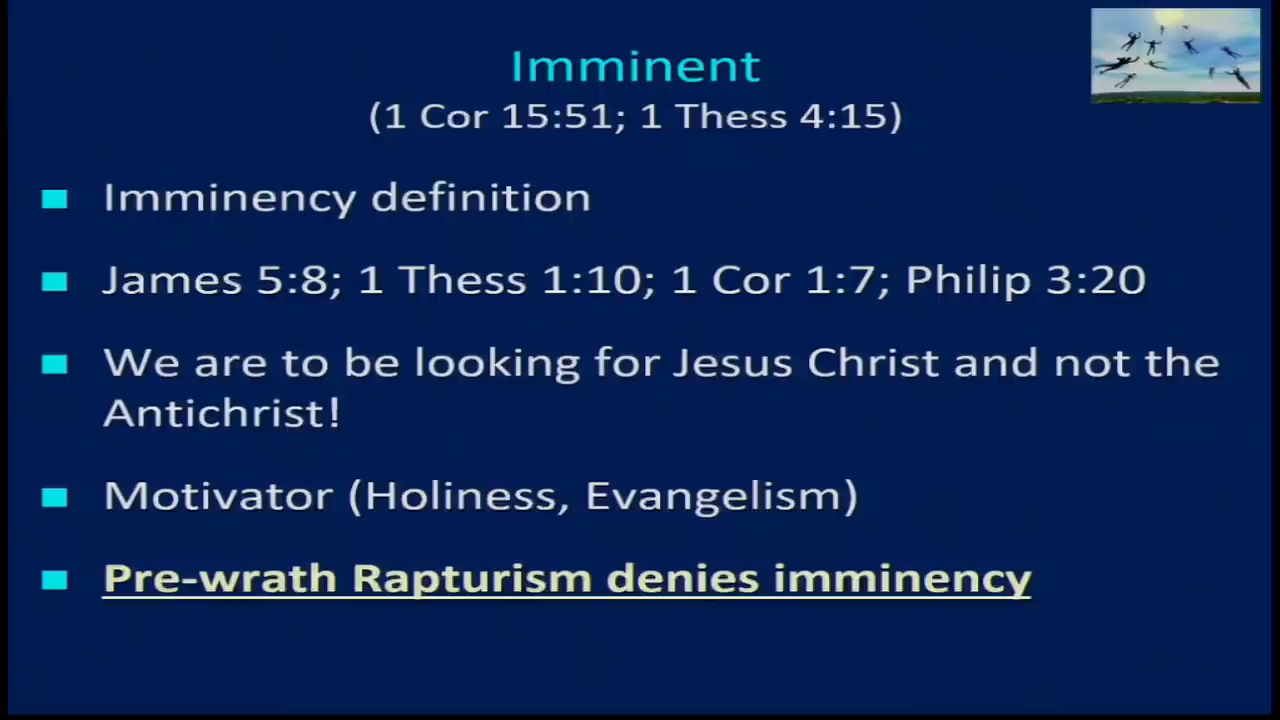 Imminent
(1 Cor 15:51; 1 Thess 4:15)
Imminency definition
James 5:8; 1 Thess 1:10; 1 Cor 1:7; Philip 3:20
We are to be looking for Jesus Christ and not the
Antichrist!
Motivator (Holiness, Evangelism)
Pre-wrath Rapturism denies imminency